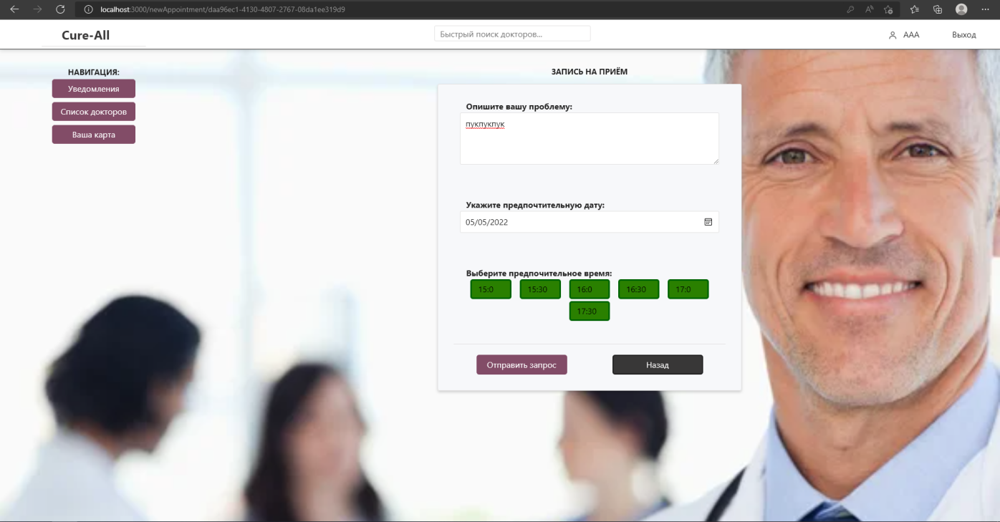 localhost:3000/newAppointment/daa96ec1-4130-4807-2767-08da1ee319d9
Cure-All
Быстрый поиск докторов...
AAA
Выход
НАВИГАЦИЯ:
Уведомления
Список докторов
Ваша карта
ЗАПИСЬ НА ПРИЁМ
Опишите вашу проблему:
пукпукпук
Укажите предпочтительную дату:
05/05/2022
Выберите предпочительное время:
15:0 15:30 16:0 16:30 17:0
17:30
Отправить запрос
Назад